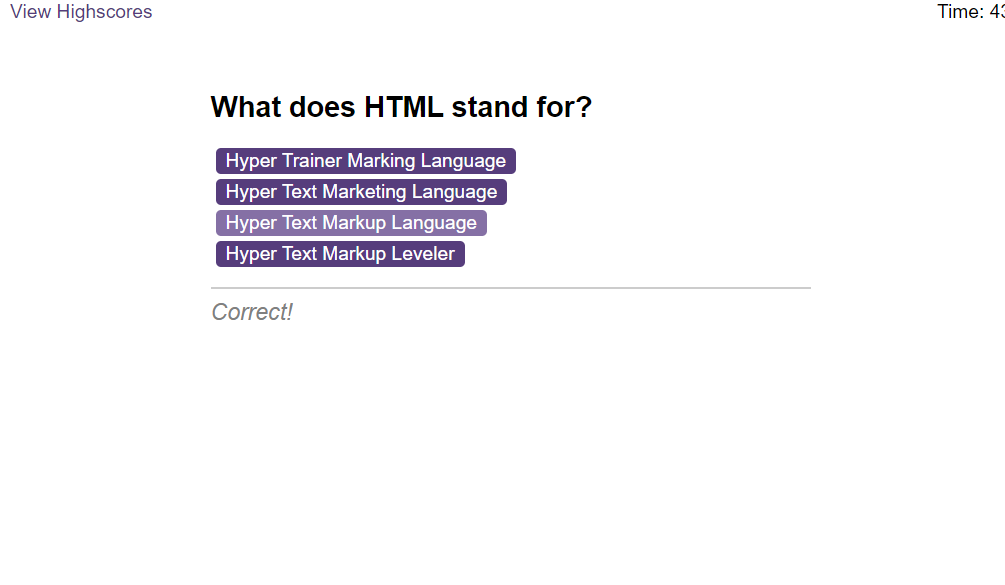 View Highscores
Time: 43
What does HTML stand for?
Hyper Trainer Marking Language
Hyper Text Marketing Language
Hyper Text Markup Language
Hyper Text Markup Leveler
Correct!